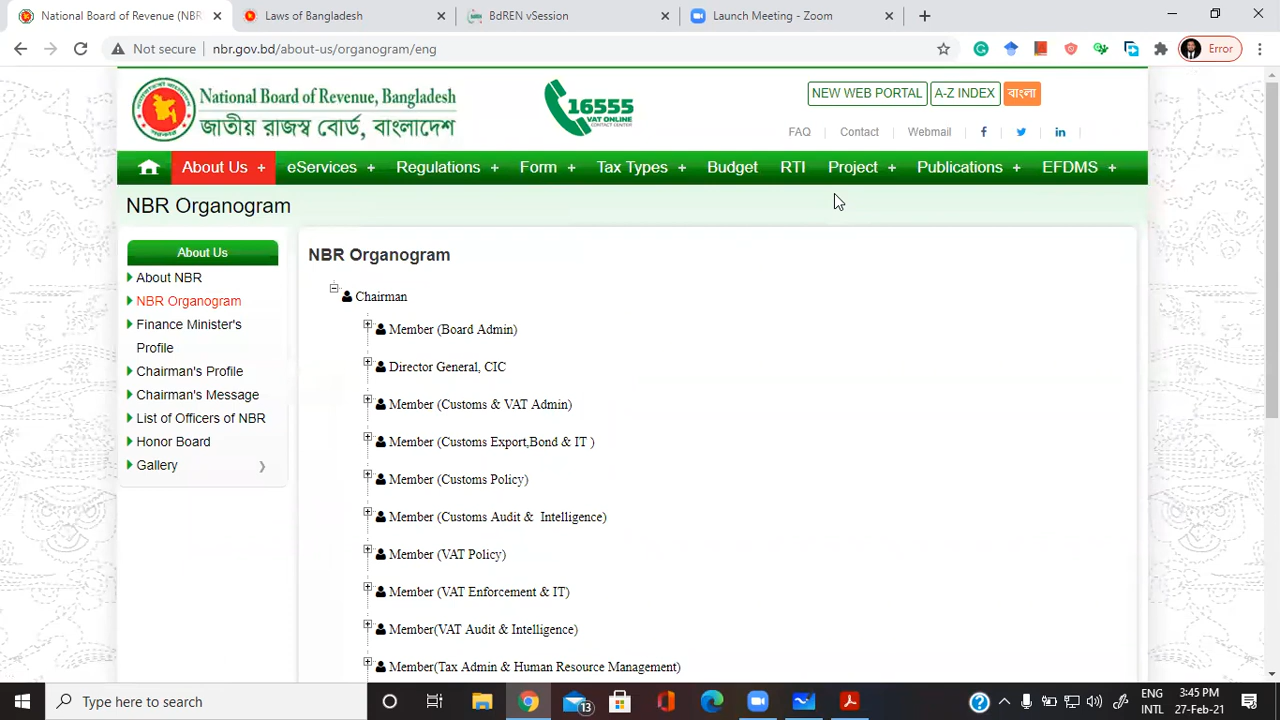 National Board of Revenue (NBR
Laws of Bangladesh
BdREN vSession
Launch Meeting - Zoom
Not secure
nbr.gov.bd/about-us/organogram/eng
Error
National Board of Revenue, Bangladesh
জাতীয় রাজস্ব বোর্ড, বাংলাদেশ
16555
VAT ONLINE
CONTACT CENTER
NEW WEB PORTAL
A-Z INDEX
বাংলা
FAQ
Contact
Webmail
About Us +
eServices +
Regulations +
Form +
Tax Types +
Budget
RTI
Project +
Publications +
EFDMS +
NBR Organogram
About Us
About NBR
NBR Organogram
Finance Minister's
Profile
Chairman's Profile
Chairman's Message
List of Officers of NBR
Honor Board
Gallery
NBR Organogram
Chairman
Member (Board Admin)
Director General, CIC
Member (Customs & VAT Admin)
Member (Customs Export,Bond & IT )
Member (Customs Policy)
Member (Customs Audit & Intelligence)
Member (VAT Policy)
Member (VAT Enforcement & IT)
Member(VAT Audit & Intelligence)
Member(Tax Admin & Human Resource Management)
Type here to search
13
ENG
INTL
3:45 PM
27-Feb-21